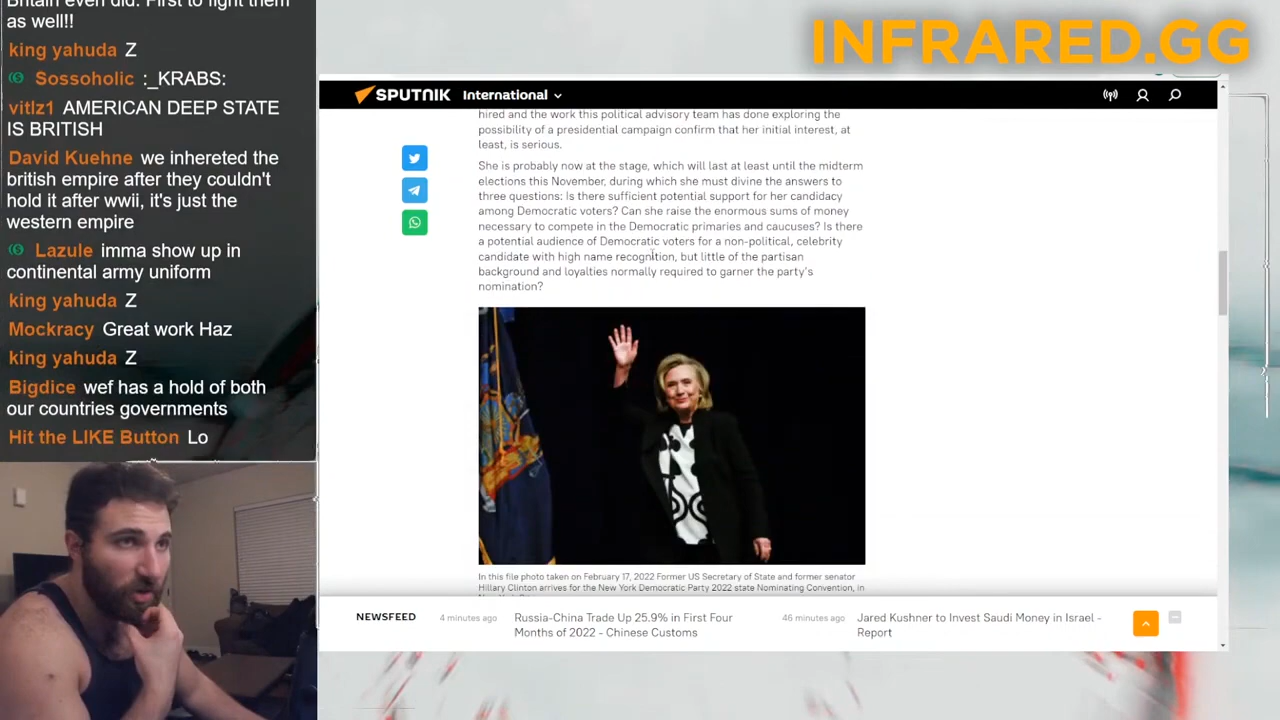 Britain even did. First to fight them
as well!!
king yahuda Z
Sossoholic :_KRABS:
vitlz1 AMERICAN DEEP STATE
IS BRITISH
David Kuehne we inhereted the
british empire after they couldn't
hold it after wwii, it's just the
western empire
Lazule imma show up in
continental army uniform
king yahuda Z
Mockracy Great work Haz
king yahuda Z
Bigdice wef has a hold of both
our countries governments
Hit the LIKE Button Lo
INFRARED.GG
SPUTNIK International
hired and the work this political advisory team has done exploring the
possibility of a presidential campaign confirm that her initial interest, at
least, is serious.
She is probably now at the stage, which will last at least until the midterm
elections this November, during which she must divine the answers to
three questions: Is there sufficient potential support for her candidacy
among Democratic voters? Can she raise the enormous sums of money
necessary to compete in the Democratic primaries and caucuses? Is there
a potential audience of Democratic voters for a non-political, celebrity
candidate with high name recognition, but little of the partisan
background and loyalties normally required to garner the party's
nomination?
In this file photo taken on February 17, 2022 Former US Secretary of State and former senator
Hillary Clinton arrives for the New York Democratic Party 2022 state Nominating Convention, in
NEWSFEED
4 minutes ago
Russia-China Trade Up 25.9% in First Four
Months of 2022 - Chinese Customs
46 minutes ago
Jared Kushner to Invest Saudi Money in Israel -
Report